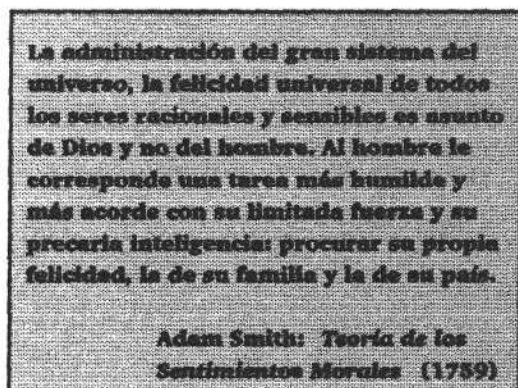 La administración del gran sistema del
universo, la felicidad universal de todos
los seres racionales y sensibles es asunto
de Dios y no del hombre. Al hombre le
corresponde una tarea más humilde y
más acorde con su limitada fuerza y su
precaria inteligencia: procurar su propia
felicidad, la de su familia y la de su país.
Adam Smith: Teoría de los
Sentimientos Morales (1759)